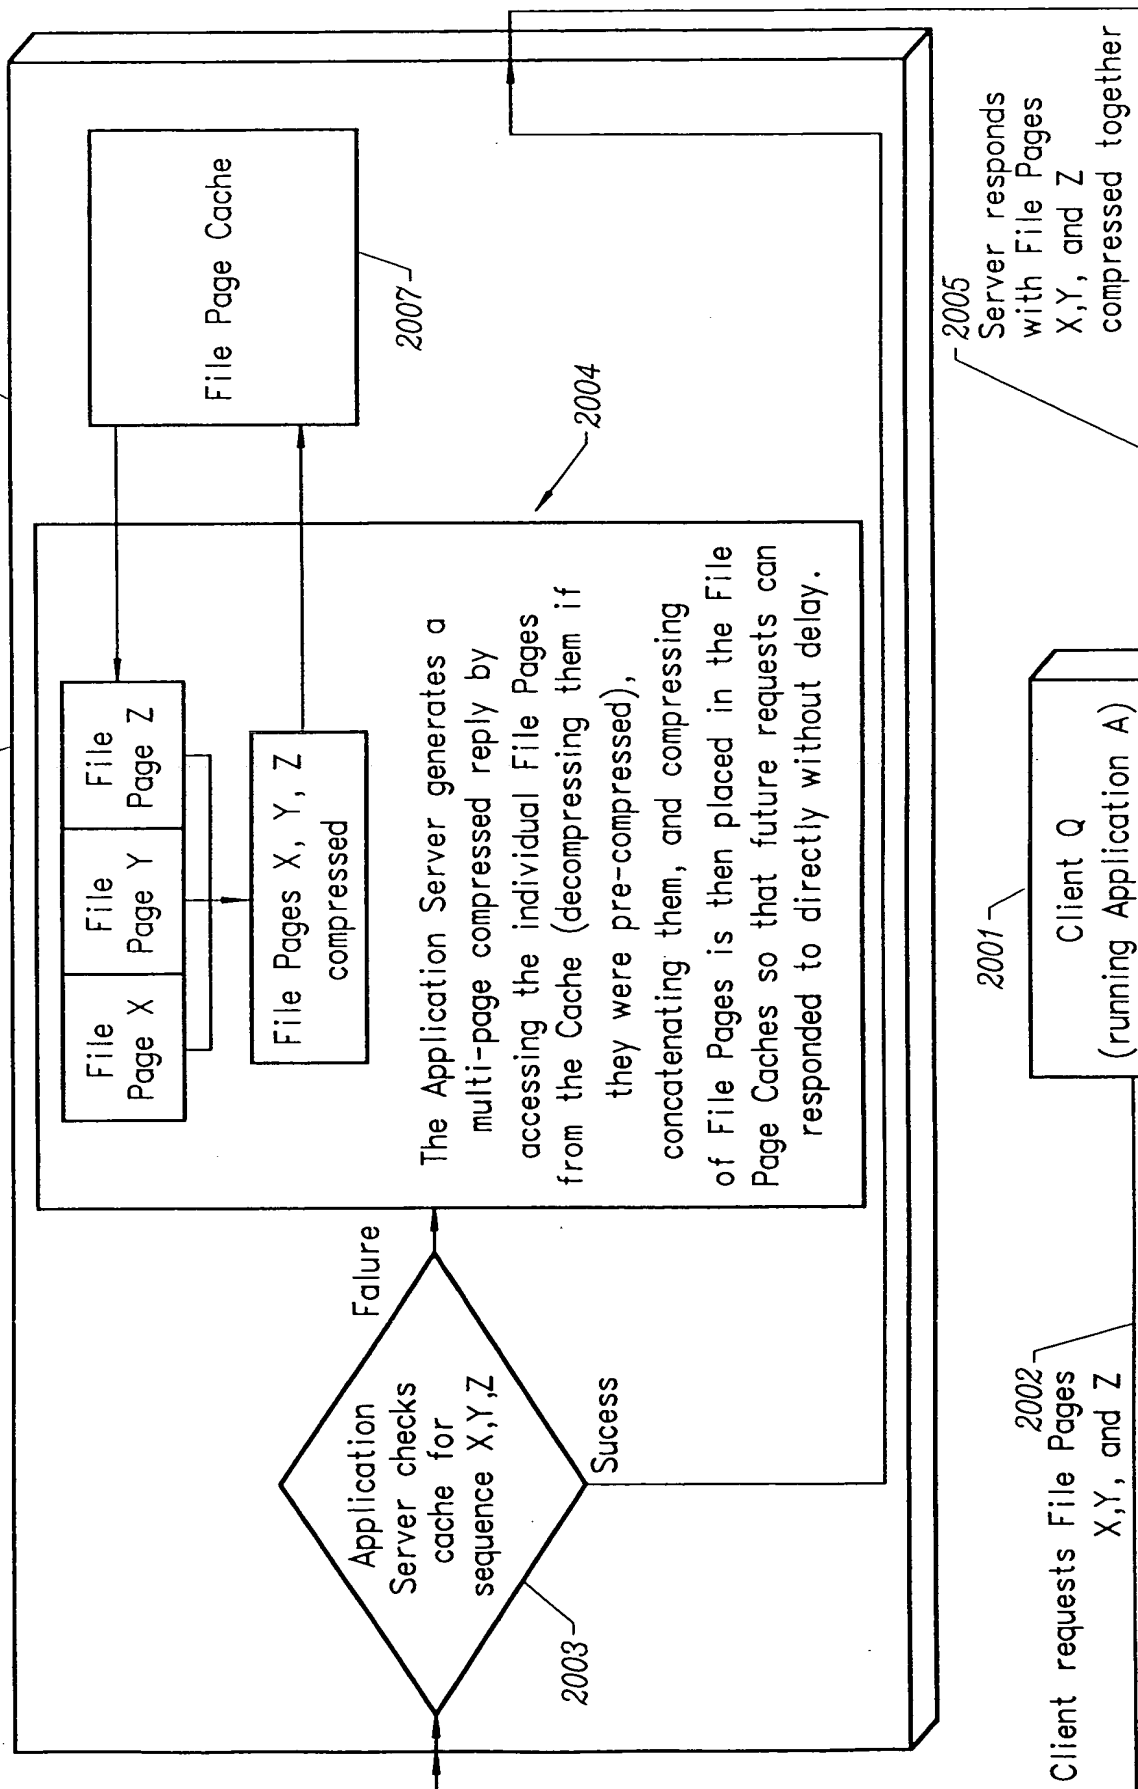 File
Page X
File
Page Y
File
Page Z
File Pages X, Y, Z
compressed
File Page Cache
2007
The Application Server generates a
multi-page compressed reply by
accessing the individual File Pages
from the Cache (decompressing them if
they were pre-compressed),
concatenating them, and compressing
of File Pages is then placed in the File
Page Caches so that future requests can
responded to directly without delay.
2004
Falure
Application
Server checks
cache for
sequence X,Y,Z
Sucess
2003
2005
Server responds
with File Pages
X,Y, and Z
compressed together
2001
Client Q
(running Application A)
2002
Client requests File Pages
X,Y, and Z